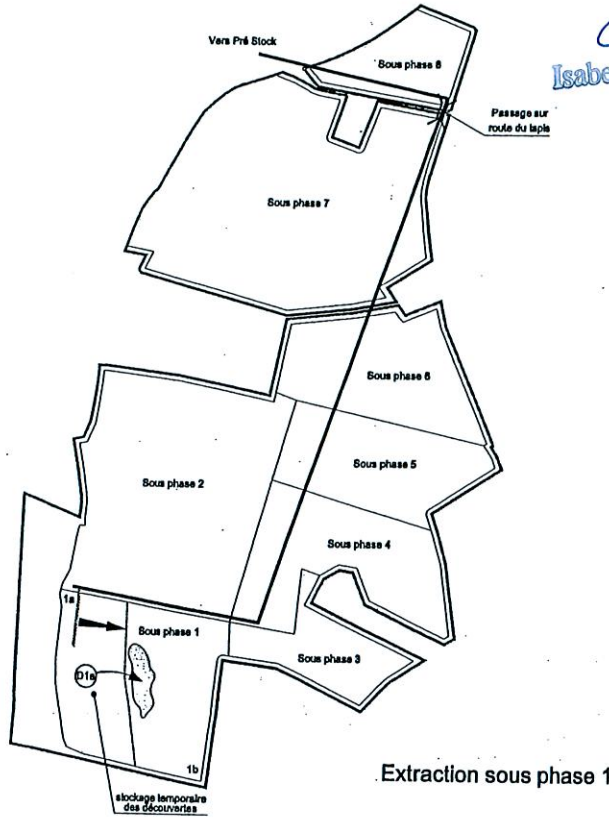 Vers Pré Stock
Sous phase 8
Isabe
Passage sur
route du tapis
Sous phase 7
Sous phase 6
Sous phase 5
Sous phase 2
Sous phase 4
1a
Sous phase 1
Sous phase 3
D1a
1b
Extraction sous phase 1
stockage temporaire
des découvertes